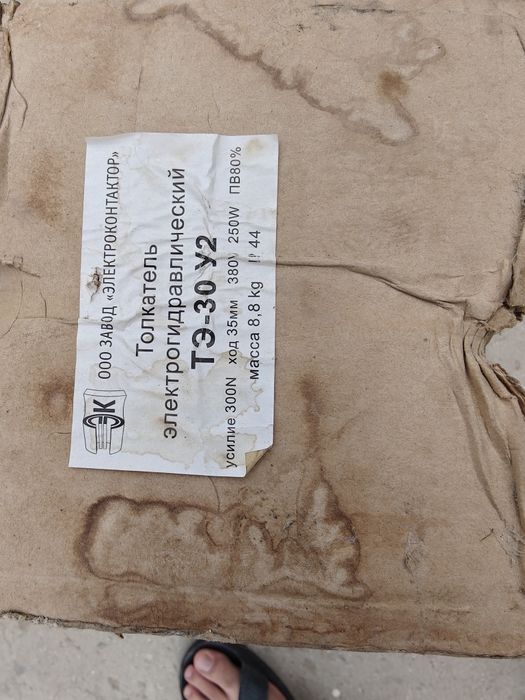 ЭК
ООО ЗАВОД «ЭЛЕКТРОКОНТАКТОР»
Толкатель
электрогидравлический
ТЭ-30 У2
усилие 300N ход 35мм 380V 250W ПВ80%
масса 8,8 kg IP 44